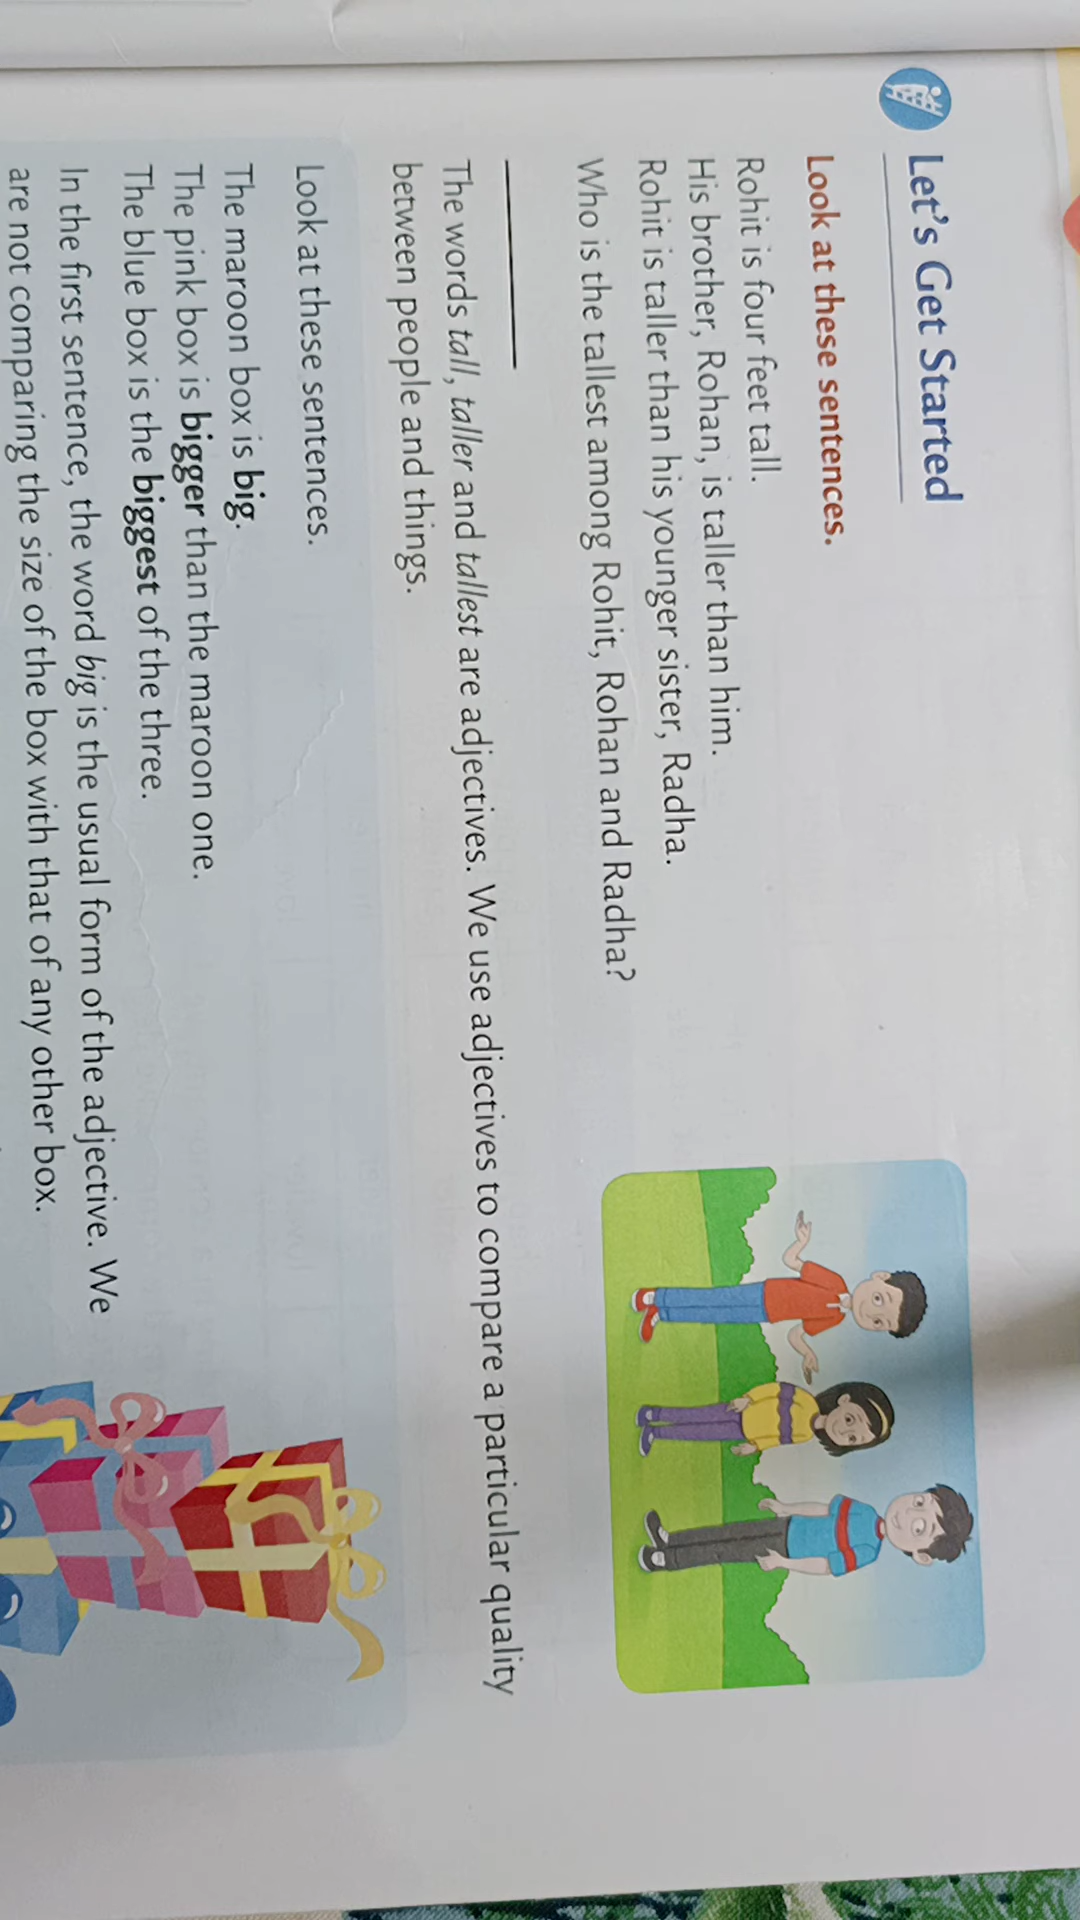 Let's Get Started
Look at these sentences.
Rohit is four feet tall.
His brother, Rohan, is taller than him.
Rohit is taller than his younger sister, Radha.
Who is the tallest among Rohit, Rohan and Radha?
The words tall, taller and tallest are adjectives. We use adjectives to compare a particular quality
between people and things.
Look at these sentences.
The maroon box is big.
The pink box is bigger than the maroon one.
The blue box is the biggest of the three.
In the first sentence, the word big is the usual form of the adjective. We
are not comparing the size of the box with that of any other box.